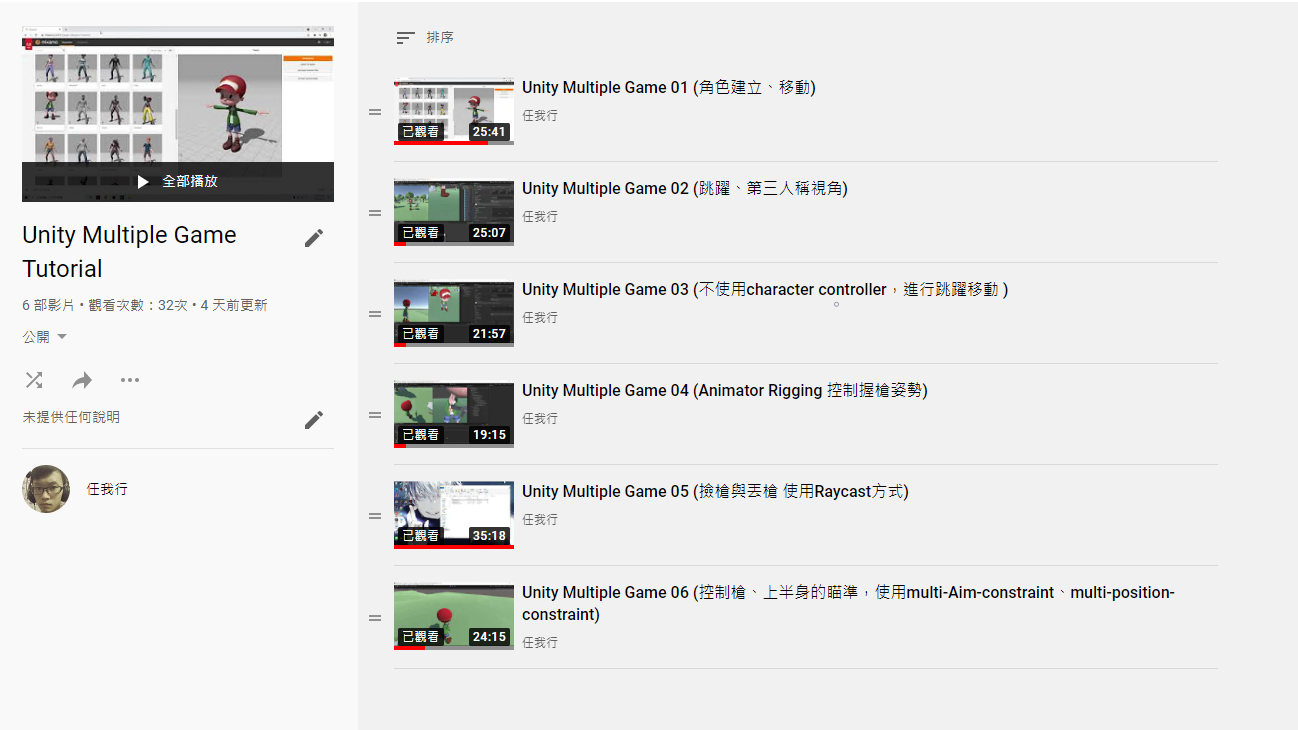 全部播放
Unity Multiple Game
Tutorial
6 部影片 • 觀看次數：32次 • 4 天前更新
公開
未提供任何說明
任我行
排序
Unity Multiple Game 01 (角色建立、移動)
任我行
已觀看
25:41
Unity Multiple Game 02 (跳躍、第三人稱視角)
任我行
已觀看
25:07
Unity Multiple Game 03 (不使用character controller，進行跳躍移動 )
任我行
已觀看
21:57
Unity Multiple Game 04 (Animator Rigging 控制握槍姿勢)
任我行
已觀看
19:15
Unity Multiple Game 05 (撿槍與丟槍 使用Raycast方式)
任我行
已觀看
35:18
Unity Multiple Game 06 (控制槍、上半身的瞄準，使用multi-Aim-constraint、multi-position-
constraint)
任我行
已觀看
24:15